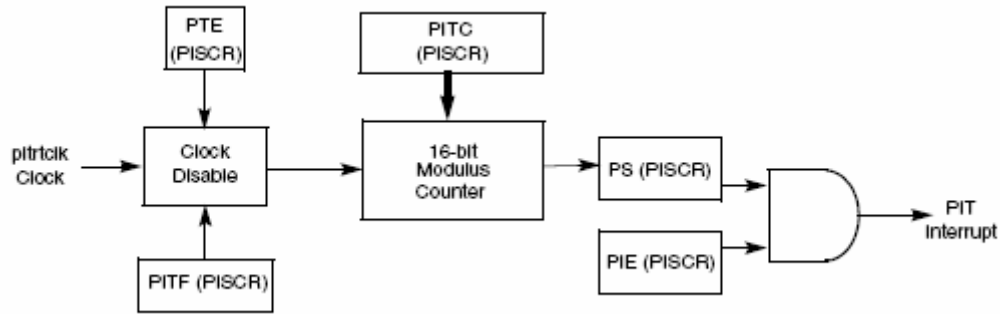 PTE
(PISCR)
PITC
(PISCR)
pitrtclk
Clock
Clock
Disable
16-bit
Modulus
Counter
PS (PISCR)
PIT
Interrupt
PIE (PISCR)
PITF (PISCR)